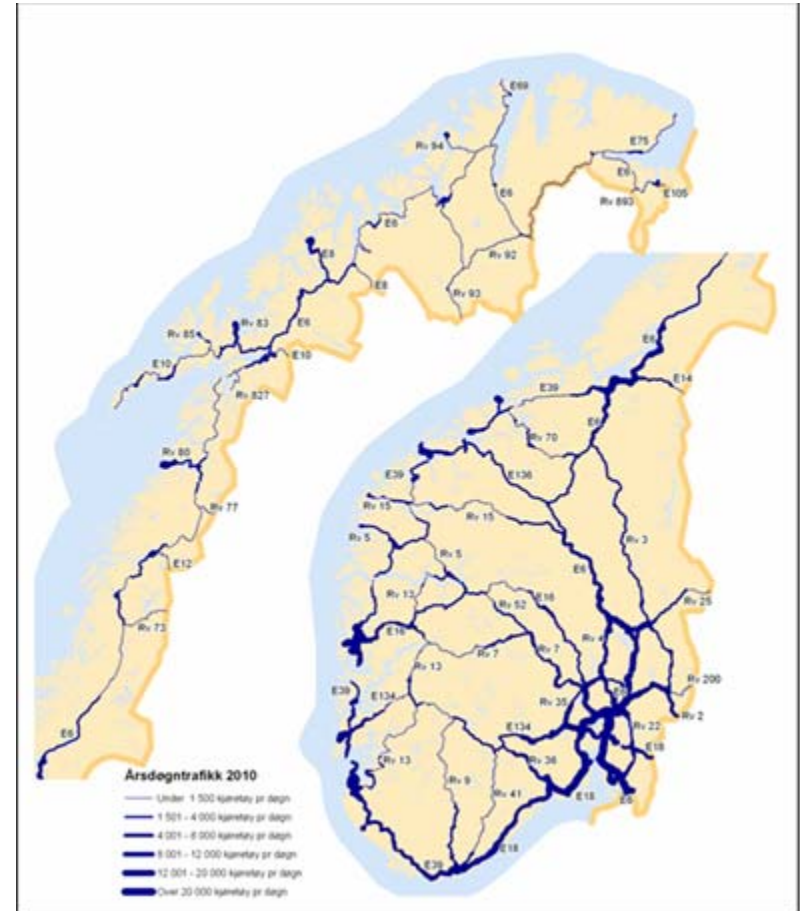 E69
Rv 94
E75
E6
E105
Rv 893
E6
E6
Rv 92
E8
E8
Rv 93
Rv 83
E6
Rv 85
E10
E10
Rv 827
E6
E14
E39
E6
Rv 70
Rv 80
E136
E39
Rv 77
Rv 15
Rv 15
Rv 3
Rv 5
E12
Rv 5
E6
Rv 13
E16
Rv 52
Rv 25
Rv 73
E16
Rv 4
Rv 7
Rv 7
Rv 13
Rv 200
E39
E134
Rv 35
E6
Rv 2
Rv 22
E6
E134
E18
Rv 13
Rv 36
Rv 9
Rv 41
E18
E6
E18
E39
Årsdøgntrafikk 2010
Under 1 500 kjøretøy pr døgn
1 501 - 4 000 kjøretøy pr døgn
4 001 - 8 000 kjøretøy pr døgn
8 001 - 12 000 kjøretøy pr døgn
12 001 - 20 000 kjøretøy pr døgn
Over 20 000 kjøretøy pr døgn